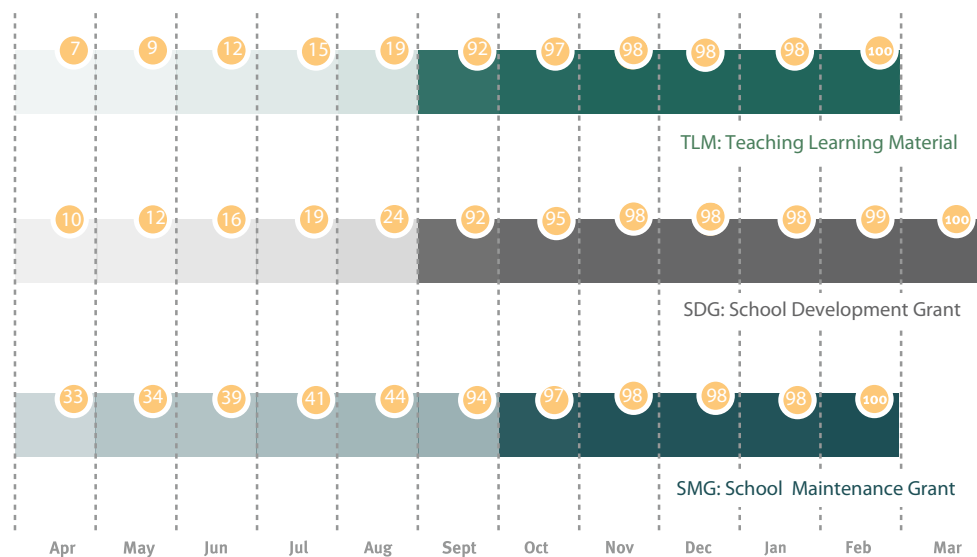 7 9 12 15 19 92 97 98 98 98 100
TLM: Teaching Learning Material
10 12 16 19 24 92 95 98 98 98 99 100
SDG: School Development Grant
33 34 39 41 44 94 97 98 98 98 100
SMG: School Maintenance Grant
Apr May Jun Jul Aug Sept Oct Nov Dec Jan Feb Mar